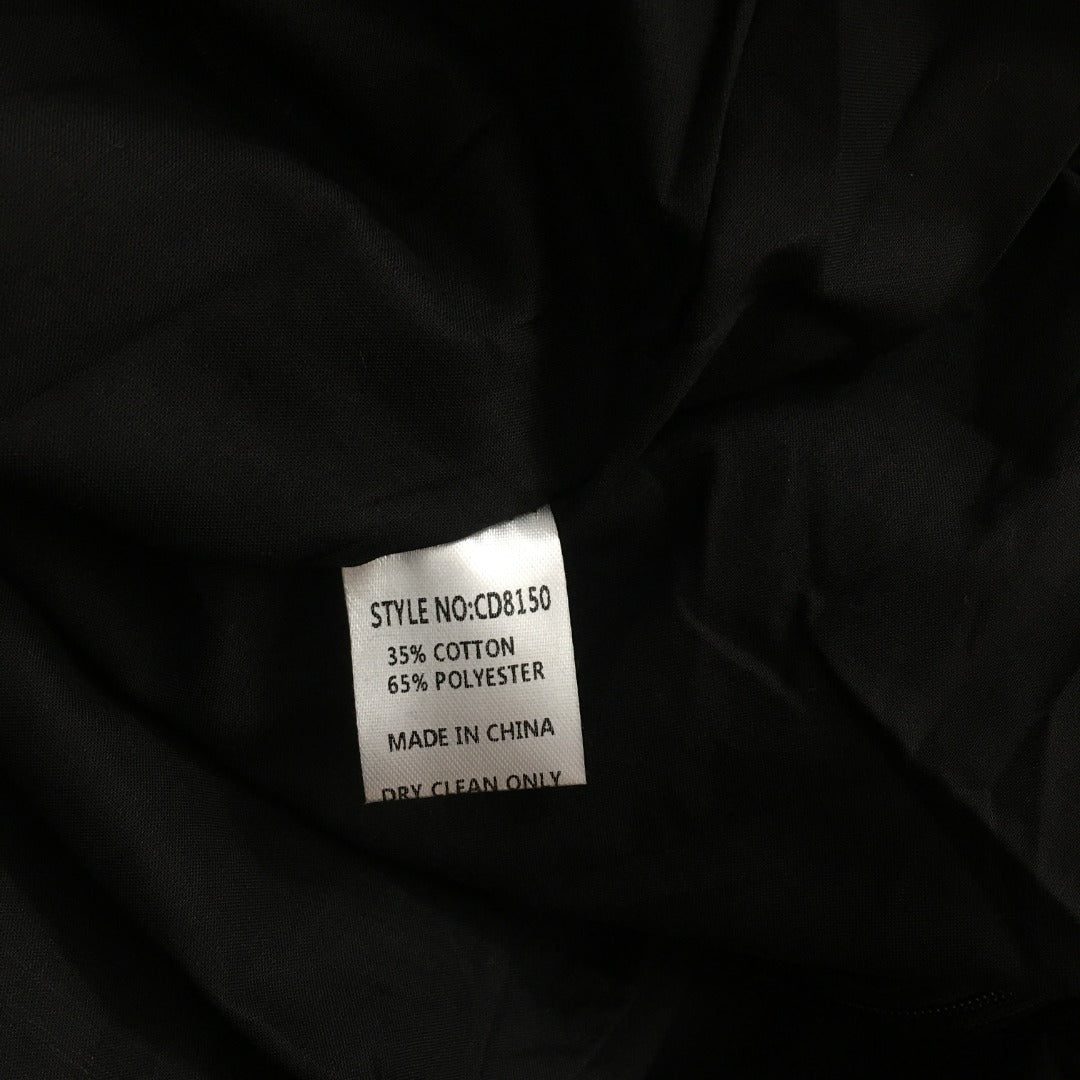 STYLE NO:CD8150
35% COTTON
65% POLYESTER
MADE IN CHINA
DRY CLEAN ONLY